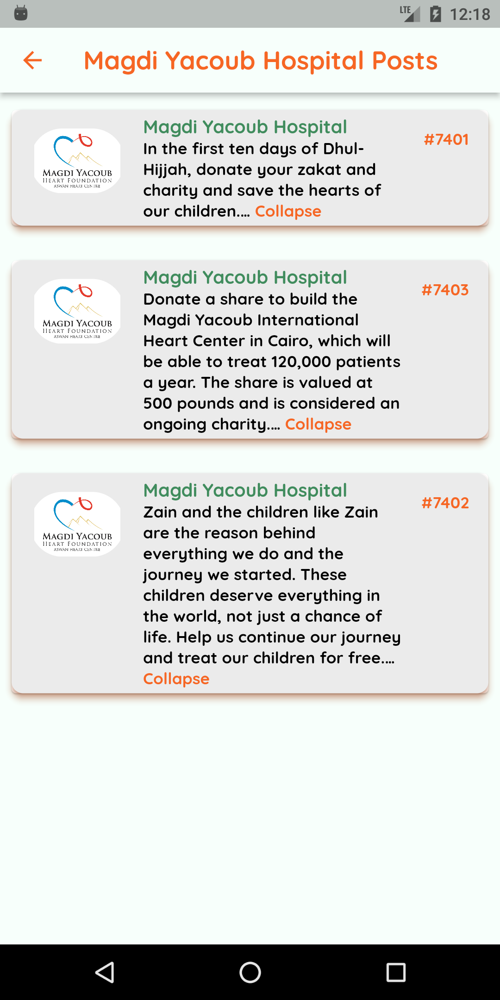 LTE 12:18
Magdi Yacoub Hospital Posts
Magdi Yacoub Hospital
#7401
In the first ten days of Dhul-
Hijjah, donate your zakat and
charity and save the hearts of
our children.... Collapse
MAGDI YACOUB
HEART FOUNDATION
ASWAN HEART CENTRE
Magdi Yacoub Hospital
#7403
Donate a share to build the
Magdi Yacoub International
Heart Center in Cairo, which will
be able to treat 120,000 patients
a year. The share is valued at
500 pounds and is considered an
ongoing charity.... Collapse
MAGDI YACOUB
HEART FOUNDATION
ASWAN HEART CENTRE
Magdi Yacoub Hospital
#7402
Zain and the children like Zain
are the reason behind
everything we do and the
journey we started. These
children deserve everything in
the world, not just a chance of
life. Help us continue our journey
and treat our children for free....
Collapse
MAGDI YACOUB
HEART FOUNDATION
ASWAN HEART CENTRE